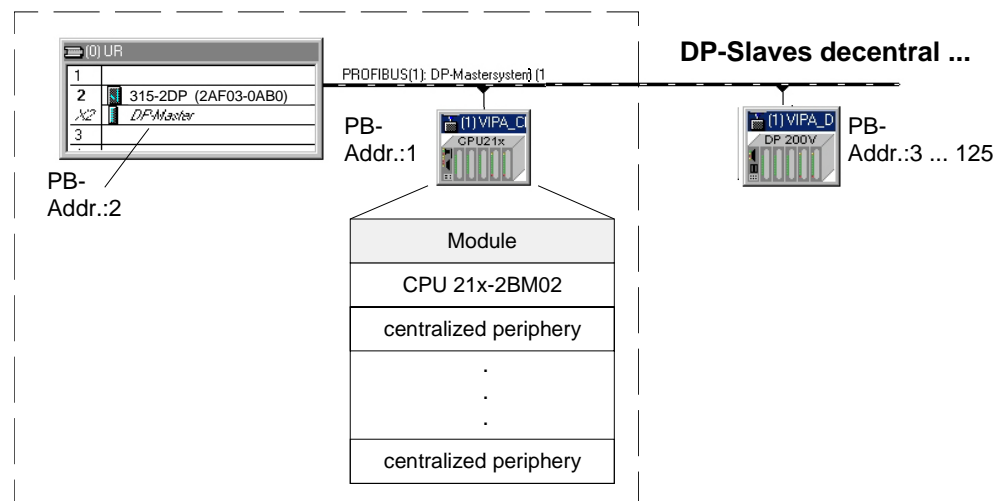 (0) UR
1
2 315-2DP (2AF03-0AB0)
X2 DP-Master
3
PROFIBUS(1): DP-Mastersystem (1
DP-Slaves decentral ...
PB-
Addr.:2
PB-
Addr.:1
(1) VIPA_C
CPU21x
(1) VIPA_D
DP 200V
PB-
Addr.:3 ... 125
Module
CPU 21x-2BM02
centralized periphery
.
.
.
centralized periphery